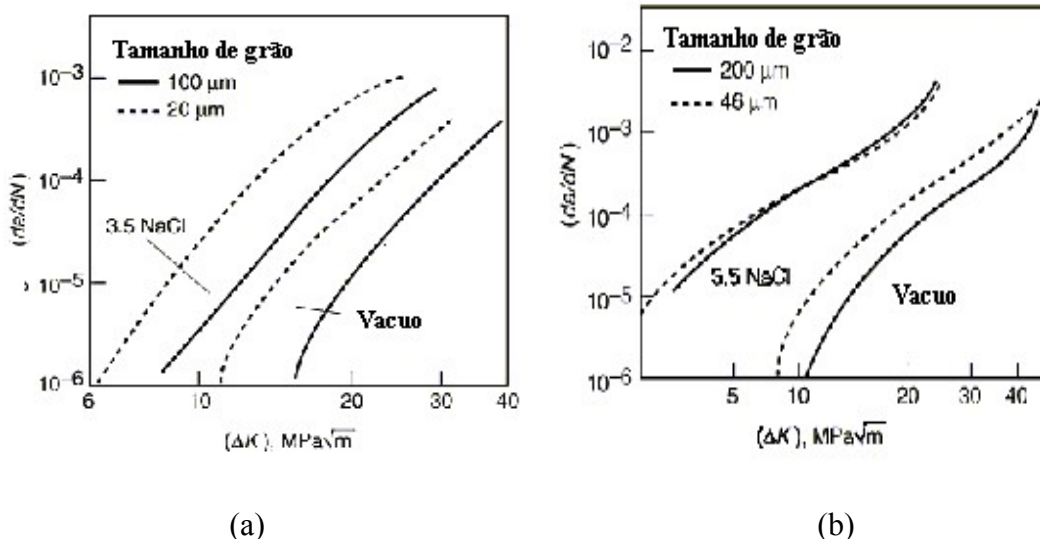 Tamanho de grão
100 μm
20 μm
10⁻³
10⁻⁴
10⁻⁵
10⁻⁶
(da/dN)
3.5 NaCl
Vacuo
6 10 20 30 40
(ΔK), MPa√m
(a)
Tamanho de grão
200 μm
46 μm
10⁻²
10⁻³
10⁻⁴
10⁻⁵
10⁻⁶
(da/dN)
5.5 NaCl
Vacuo
5 10 20 30 40
(ΔK), MPa√m
(b)